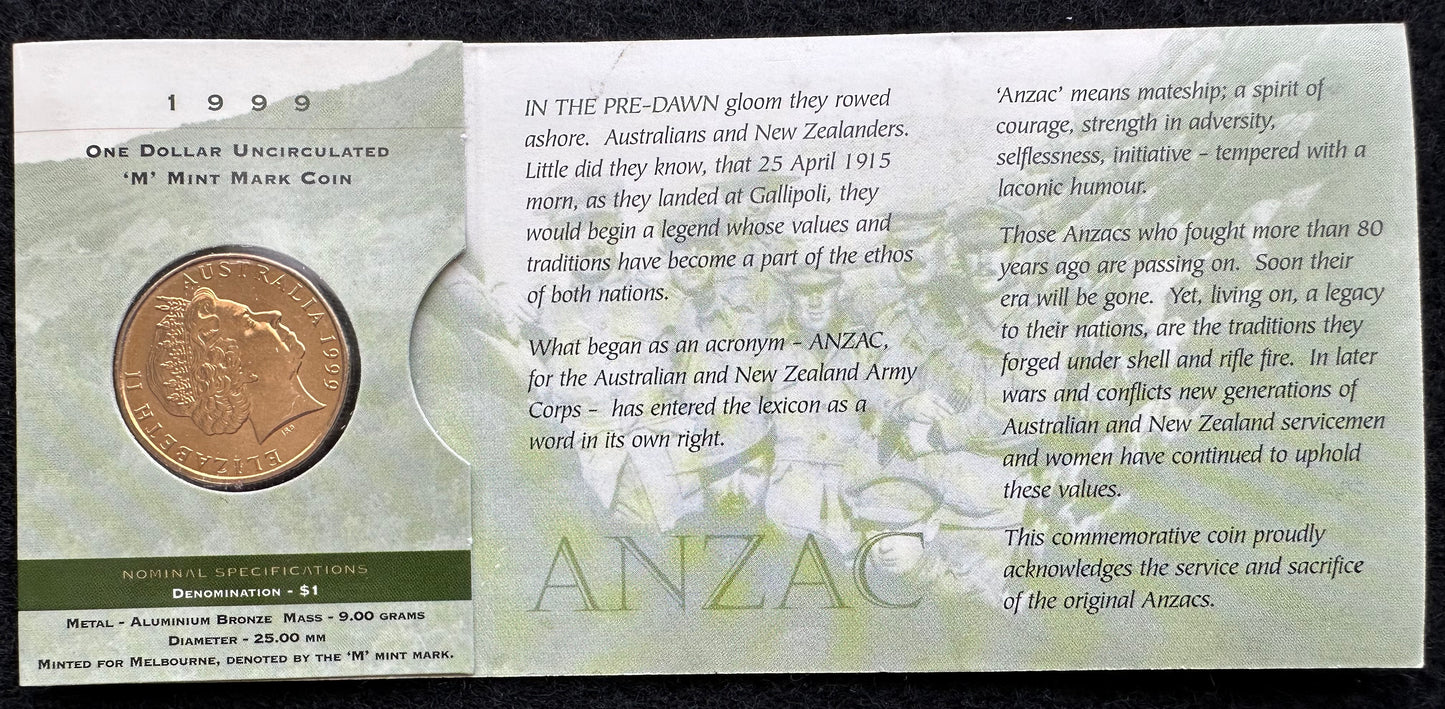 1999
ONE DOLLAR UNCIRCULATED
‘M’ MINT MARK COIN
AUSTRALIA 1999
ELIZABETH II
IRB
NOMINAL SPECIFICATIONS
DENOMINATION - $1
METAL - ALUMINIUM BRONZE MASS - 9.00 GRAMS
DIAMETER - 25.00 MM
MINTED FOR MELBOURNE, DENOTED BY THE ‘M’ MINT MARK.
IN THE PRE-DAWN gloom they rowed
ashore. Australians and New Zealanders.
Little did they know, that 25 April 1915
morn, as they landed at Gallipoli, they
would begin a legend whose values and
traditions have become a part of the ethos
of both nations.
What began as an acronym – ANZAC,
for the Australian and New Zealand Army
Corps – has entered the lexicon as a
word in its own right.
ANZAC
‘Anzac’ means mateship; a spirit of
courage, strength in adversity,
selflessness, initiative – tempered with a
laconic humour.
Those Anzacs who fought more than 80
years ago are passing on. Soon their
era will be gone. Yet, living on, a legacy
to their nations, are the traditions they
forged under shell and rifle fire. In later
wars and conflicts new generations of
Australian and New Zealand servicemen
and women have continued to uphold
these values.
This commemorative coin proudly
acknowledges the service and sacrifice
of the original Anzacs.